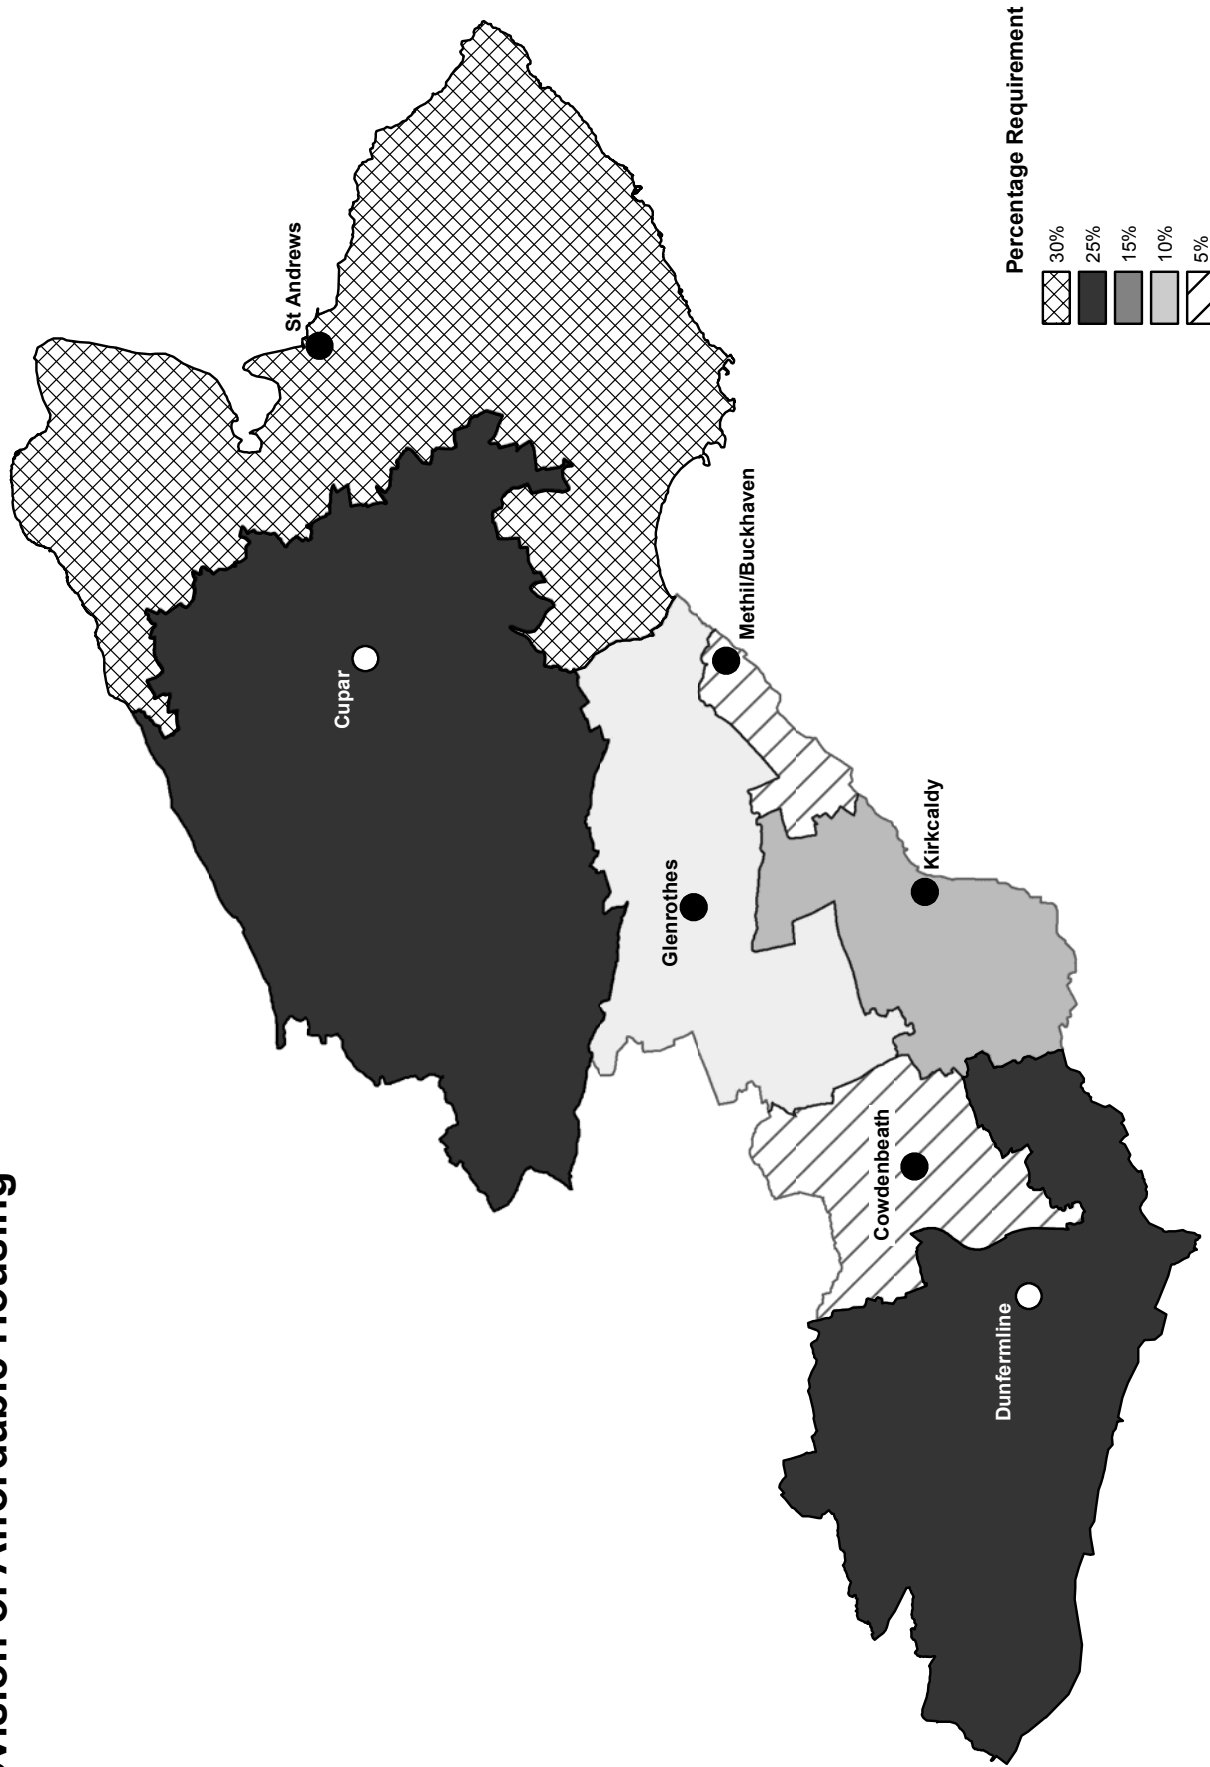 vision of Affordable Housing
St Andrews
Cupar
Glenrothes
Methil/Buckhaven
Cowdenbeath
Kirkcaldy
Dunfermline
Percentage Requirement
30%
25%
15%
10%
5%